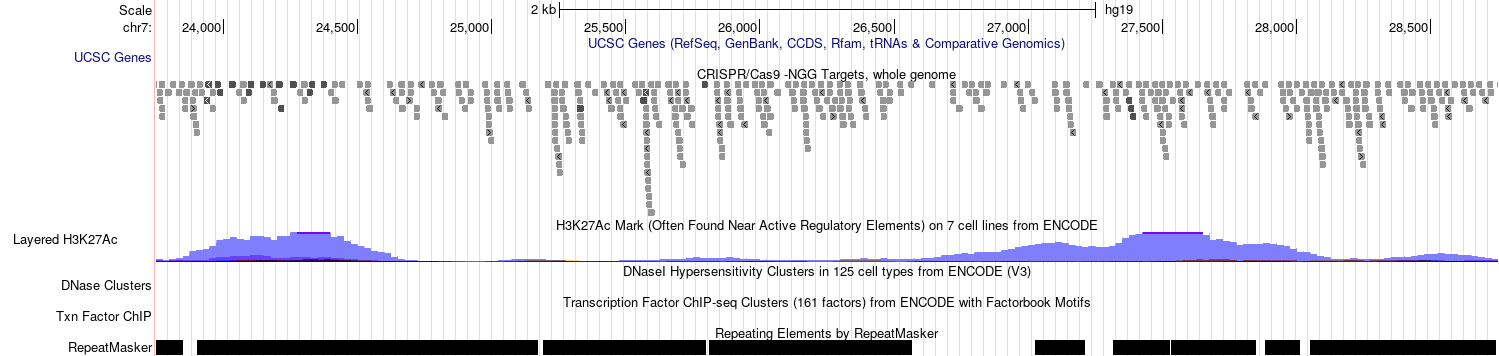 Scale 2 kb hg19
chr7: 24,000 24,500 25,000 25,500 26,000 26,500 27,000 27,500 28,000 28,500
UCSC Genes (RefSeq, GenBank, CCDS, Rfam, tRNAs & Comparative Genomics)
UCSC Genes
CRISPR/Cas9 -NGG Targets, whole genome
H3K27Ac Mark (Often Found Near Active Regulatory Elements) on 7 cell lines from ENCODE
Layered H3K27Ac
DNaseI Hypersensitivity Clusters in 125 cell types from ENCODE (V3)
DNase Clusters
Transcription Factor ChIP-seq Clusters (161 factors) from ENCODE with Factorbook Motifs
Txn Factor ChIP
Repeating Elements by RepeatMasker
RepeatMasker